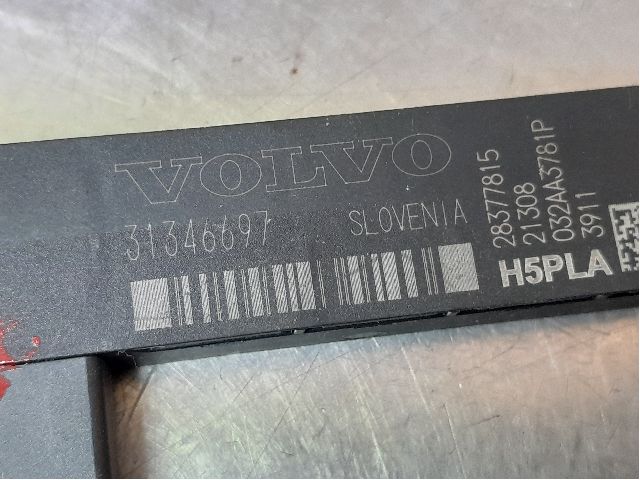 VOLVO
31346697 SLOVENIA
28377815
21308
032AA3781P
3911
H5PLA